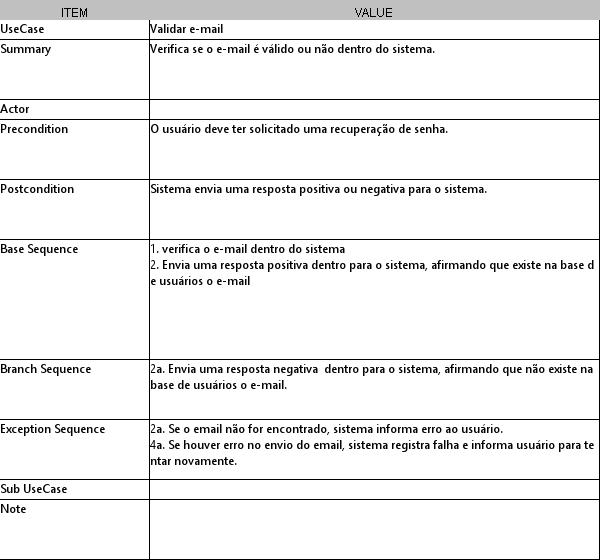 ITEM VALUE
UseCase Validar e-mail
Summary Verifica se o e-mail é válido ou não dentro do sistema.
Actor
Precondition O usuário deve ter solicitado uma recuperação de senha.
Postcondition Sistema envia uma resposta positiva ou negativa para o sistema.
Base Sequence 1. verifica o e-mail dentro do sistema
2. Envia uma resposta positiva dentro para o sistema, afirmando que existe na base d
e usuários o e-mail
Branch Sequence 2a. Envia uma resposta negativa  dentro para o sistema, afirmando que não existe na
base de usuários o e-mail.
Exception Sequence 2a. Se o email não for encontrado, sistema informa erro ao usuário.
4a. Se houver erro no envio do email, sistema registra falha e informa usuário para te
ntar novamente.
Sub UseCase
Note